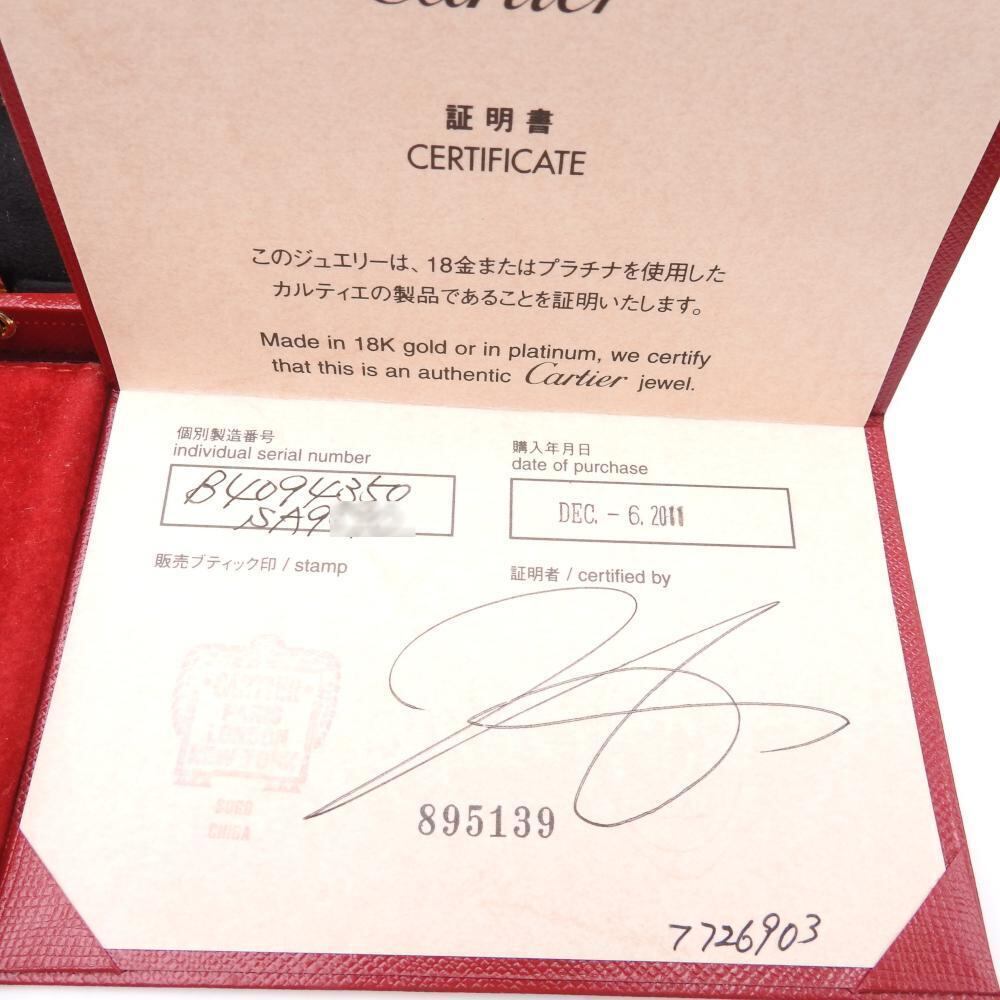 Cartier
証明書
CERTIFICATE
このジュエリーは、18金またはプラチナを使用した
カルティエの製品であることを証明いたします。
Made in 18K gold or in platinum, we certify
that this is an authentic Cartier jewel.
個別製造番号
individual serial number
B4094350
SA9
購入年月日
date of purchase
DEC. - 6. 2011
販売ブティック印 / stamp
証明者 / certified by
CARTIER
PARIS
LONDON
NEW YORK
SOGO
CHIBA
895139
7726903